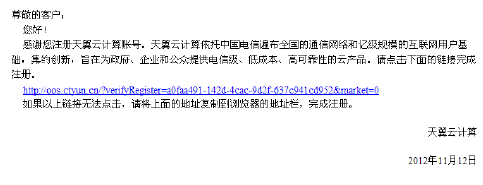 尊敬的客户：
您好！
感谢您注册天翼云计算账号。天翼云计算依托中国电信遍布全国的通信网络和亿级规模的互联网用户基
础，集约创新，旨在为政府、企业和公众提供电信级、低成本、高可靠性的云产品。请点击下面的链接完成
注册。
http://oos.ctyun.cn/?verifyRegister=a0faa491-142d-4cac-9d2f-637c941cd952&market=0
如果以上链接无法点击，请将上面的地址复制到浏览器的地址栏，完成注册。
天翼云计算
2012年11月12日